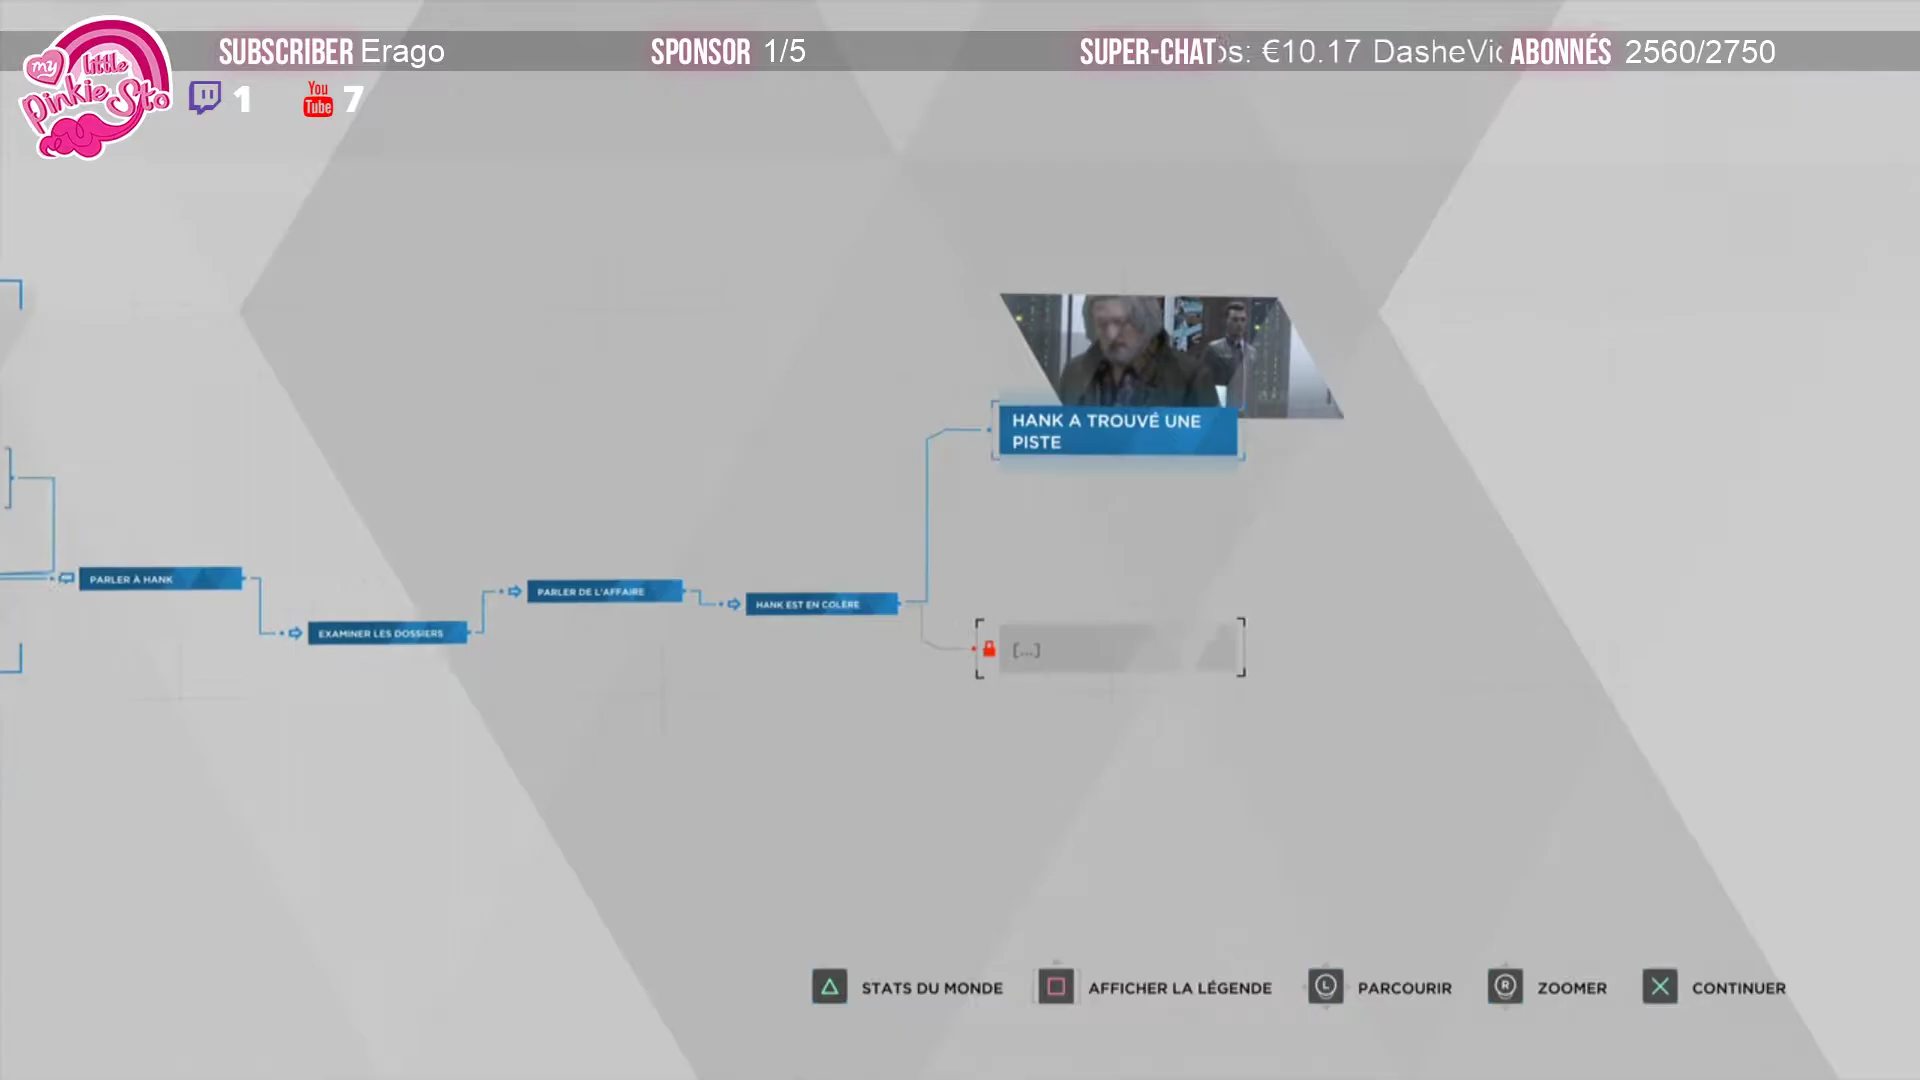 SUBSCRIBER Erago
SPONSOR 1/5
SUPER-CHAT os: €10.17 DasheVic
ABONNÉS 2560/2750
my little
Pinkie Sto
1
You
Tube 7
HANK A TROUVÉ UNE
PISTE
PARLER À HANK
PARLER DE L'AFFAIRE
HANK EST EN COLÈRE
EXAMINER LES DOSSIERS
[...]
STATS DU MONDE
AFFICHER LA LÉGENDE
L PARCOURIR
R ZOOMER
CONTINUER